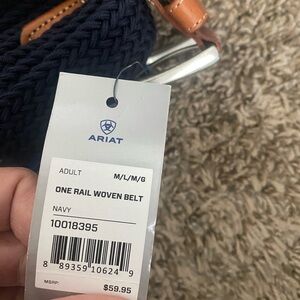 ARIAT
ADULT M/L/M/G
ONE RAIL WOVEN BELT
NAVY
10018395
8 89359 10624 9
MSRP: $59.95